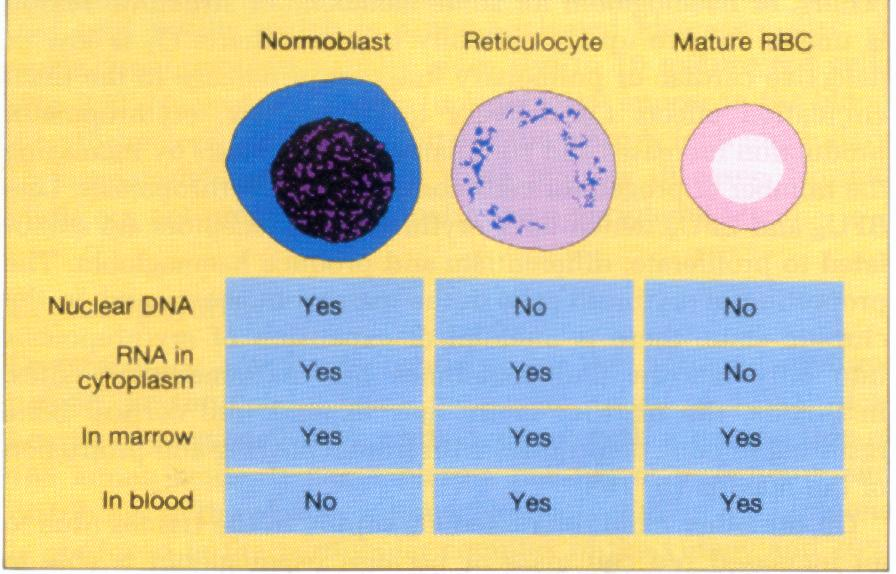 Normoblast Reticulocyte Mature RBC
Nuclear DNA Yes No No
RNA in
cytoplasm Yes Yes No
In marrow Yes Yes Yes
In blood No Yes Yes